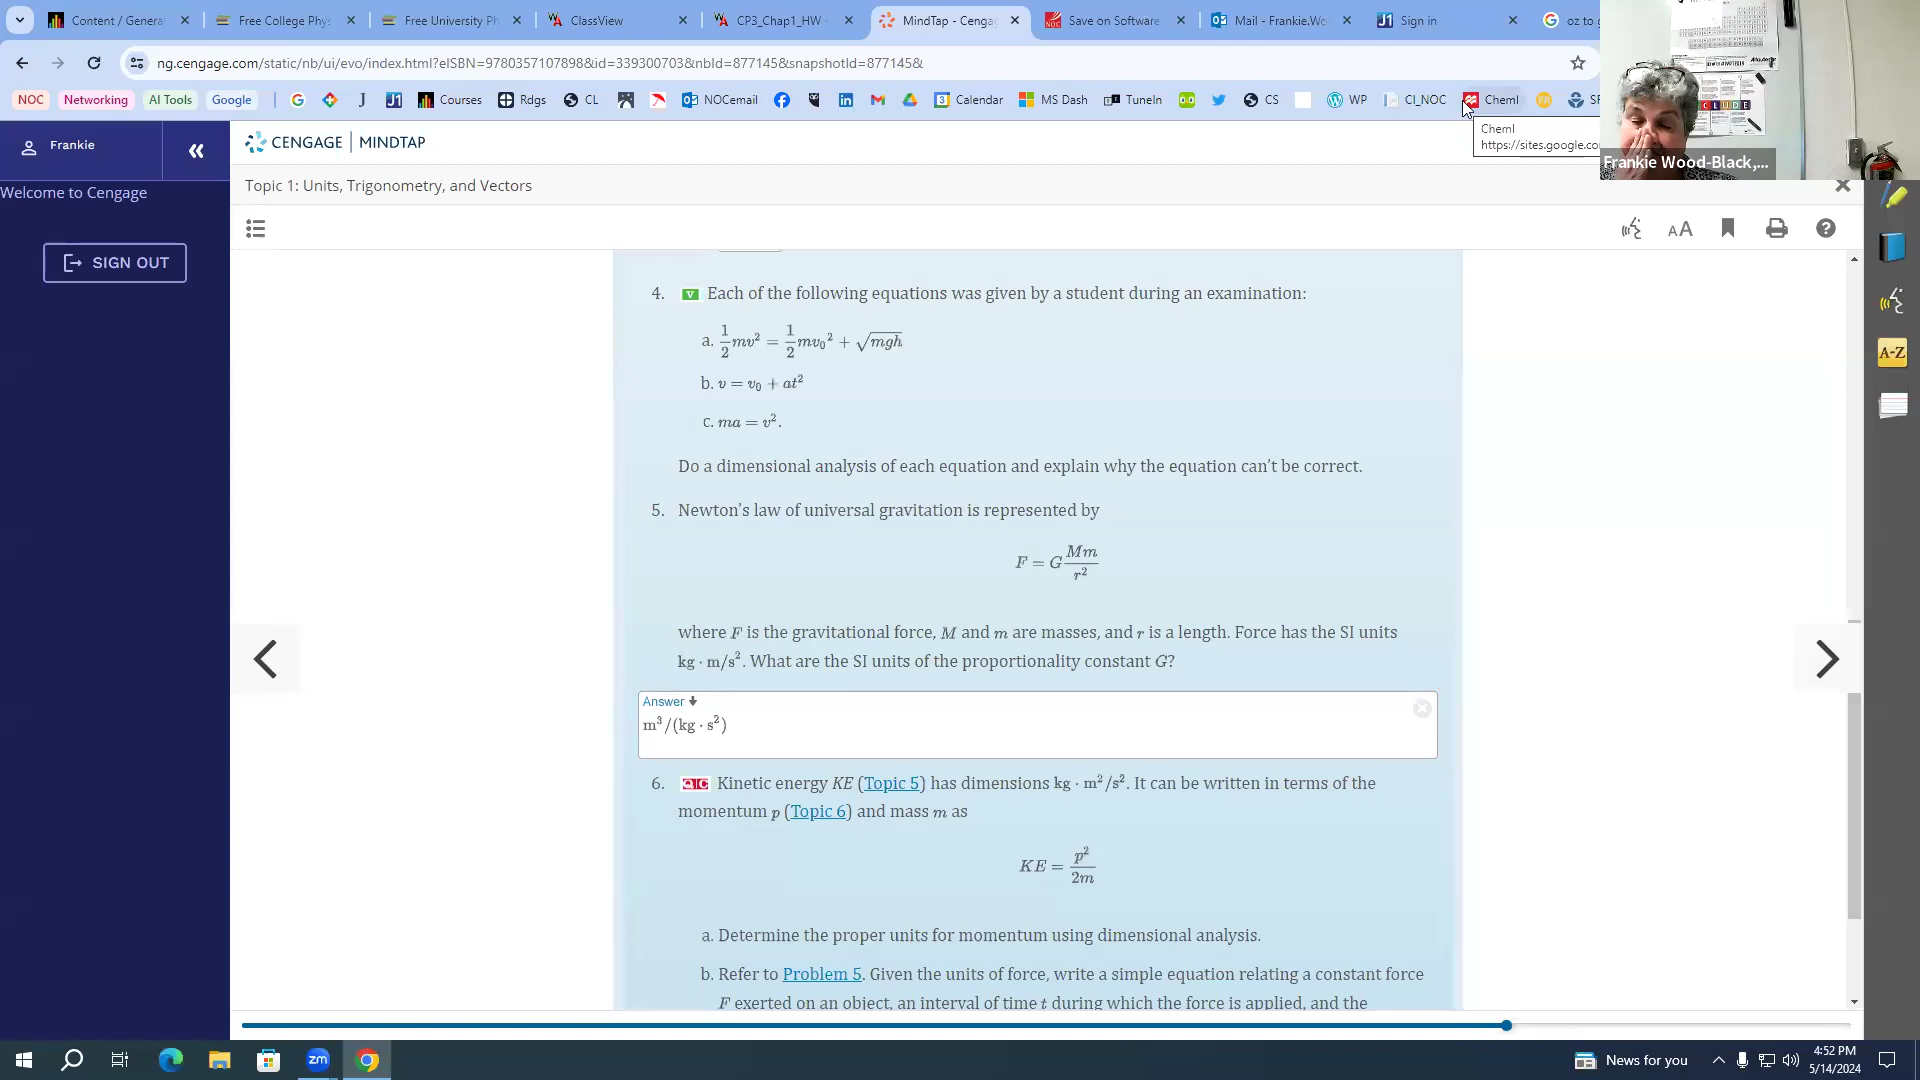 Content / Genera
Free College Phys
Free University Ph
ClassView
CP3_Chap1_HW -
MindTap - Cenga
Save on Software
Mail - Frankie.Wo
Sign in
oz to g
ng.cengage.com/static/nb/ui/evo/index.html?eISBN=9780357107898&id=339300703&nbId=877145&snapshotId=877145&
NOC
Networking
AI Tools
Google
Courses
Rdgs
CL
NOCemail
Calendar
MS Dash
TuneIn
CS
WP
CI_NOC
ChemI
SF
ChemI
https://sites.google.co
Frankie Wood-Black,...
Frankie
CENGAGE | MINDTAP
Welcome to Cengage
Topic 1: Units, Trigonometry, and Vectors
SIGN OUT
AA
A-Z
4. V Each of the following equations was given by a student during an examination:
a. 1/2 mv² = 1/2 mv₀² + √mgh
b. v = v₀ + at²
c. ma = v².
Do a dimensional analysis of each equation and explain why the equation can't be correct.
5. Newton's law of universal gravitation is represented by
F = G Mm/r²
where F is the gravitational force, M and m are masses, and r is a length. Force has the SI units
kg · m/s². What are the SI units of the proportionality constant G?
Answer
m³/(kg · s²)
6. Q|C Kinetic energy KE (Topic 5) has dimensions kg · m²/s². It can be written in terms of the
momentum p (Topic 6) and mass m as
KE = p²/2m
a. Determine the proper units for momentum using dimensional analysis.
b. Refer to Problem 5. Given the units of force, write a simple equation relating a constant force
F exerted on an object, an interval of time t during which the force is applied, and the
zm
News for you
4:52 PM
5/14/2024